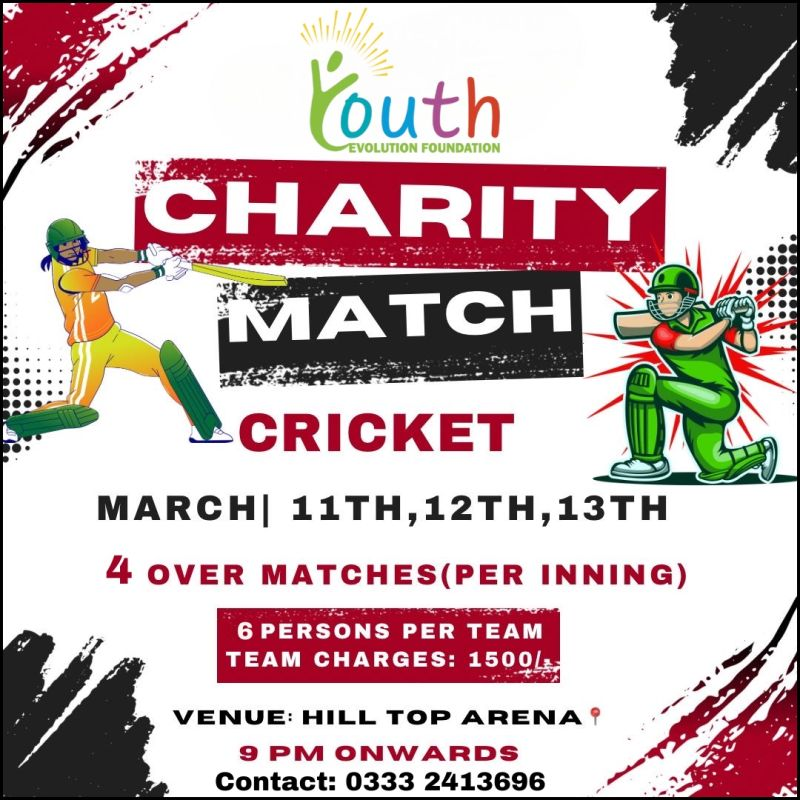 Youth
EVOLUTION FOUNDATION
CHARITY
MATCH
CRICKET
MARCH| 11TH,12TH,13TH
4 OVER MATCHES(PER INNING)
6 PERSONS PER TEAM
TEAM CHARGES: 1500/-
VENUE: HILL TOP ARENA
9 PM ONWARDS
Contact: 0333 2413696